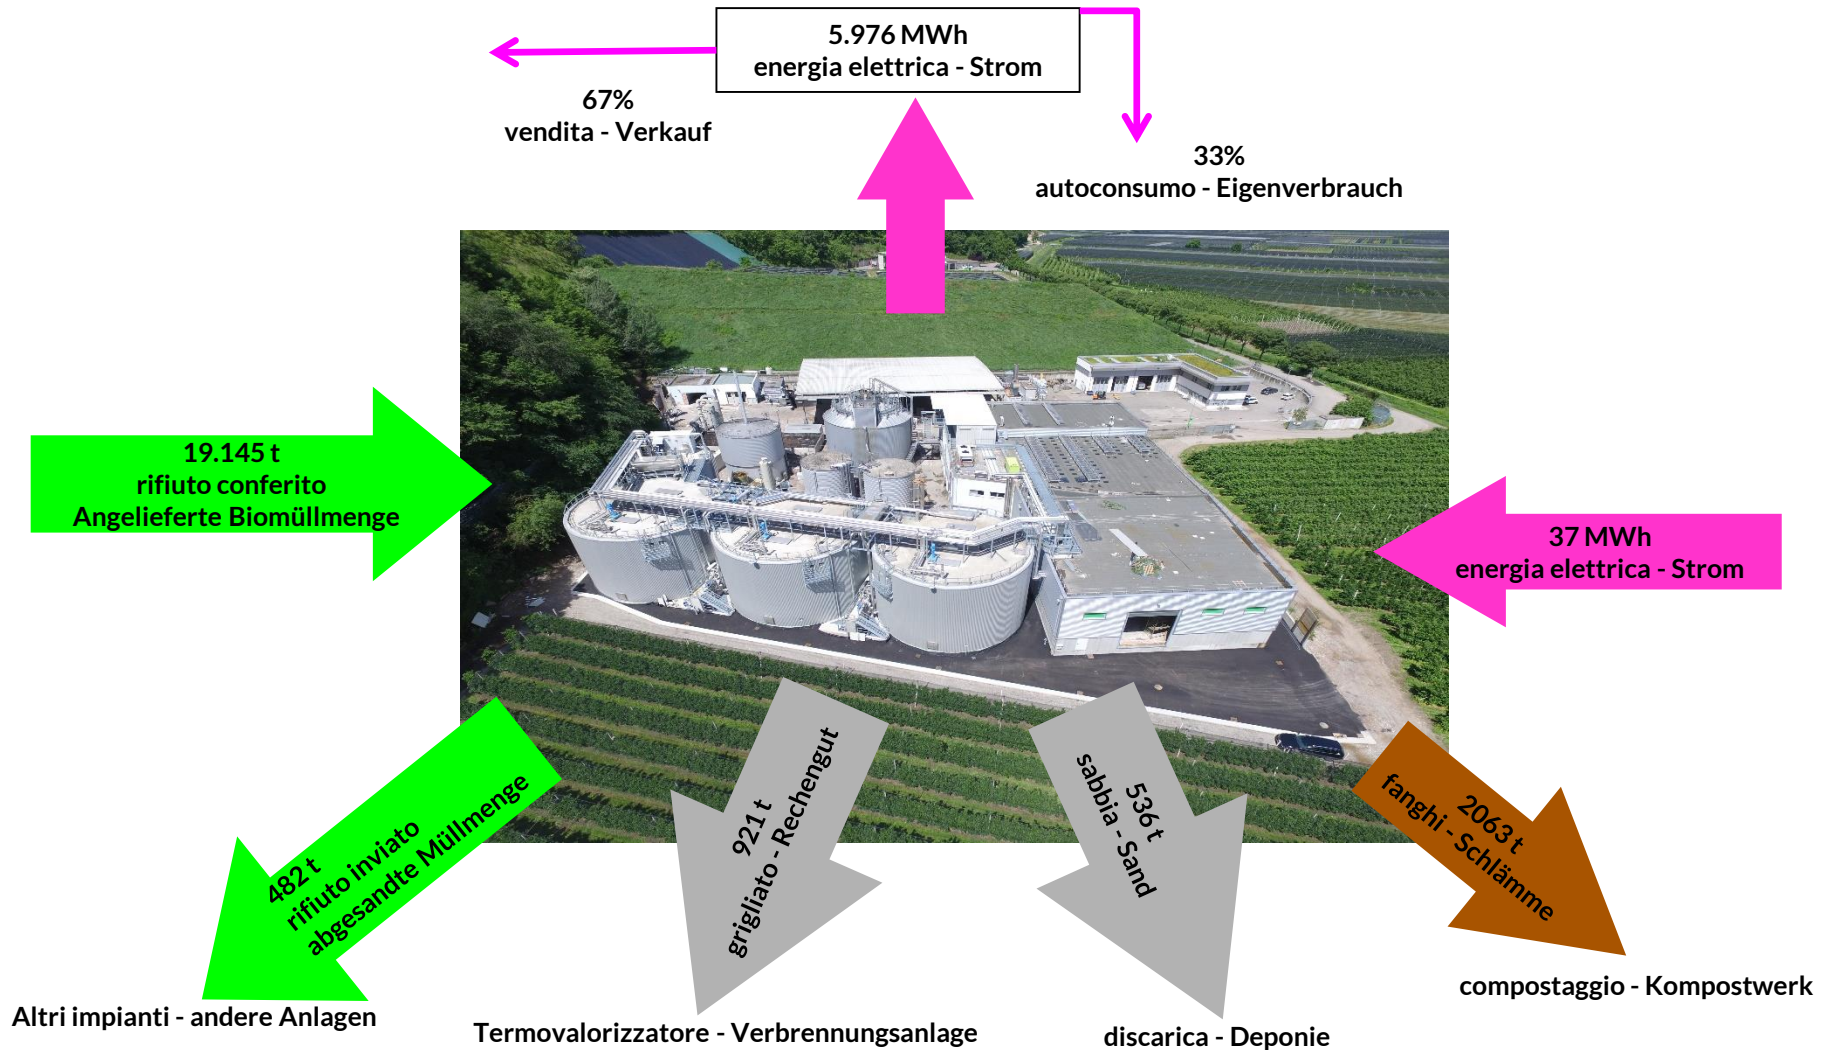 5.976 MWh
energia elettrica - Strom
67%
vendita - Verkauf
33%
autoconsumo - Eigenverbrauch
19.145 t
rifiuto conferito
Angelieferte Biomüllmenge
37 MWh
energia elettrica - Strom
482 t
rifiuto inviato
abgesandte Müllmenge
921 t
grigliato - Rechengut
536 t
sabbia - Sand
2063 t
fanghi - Schlämme
Altri impianti - andere Anlagen
Termovalorizzatore - Verbrennungsanlage
discarica - Deponie
compostaggio - Kompostwerk